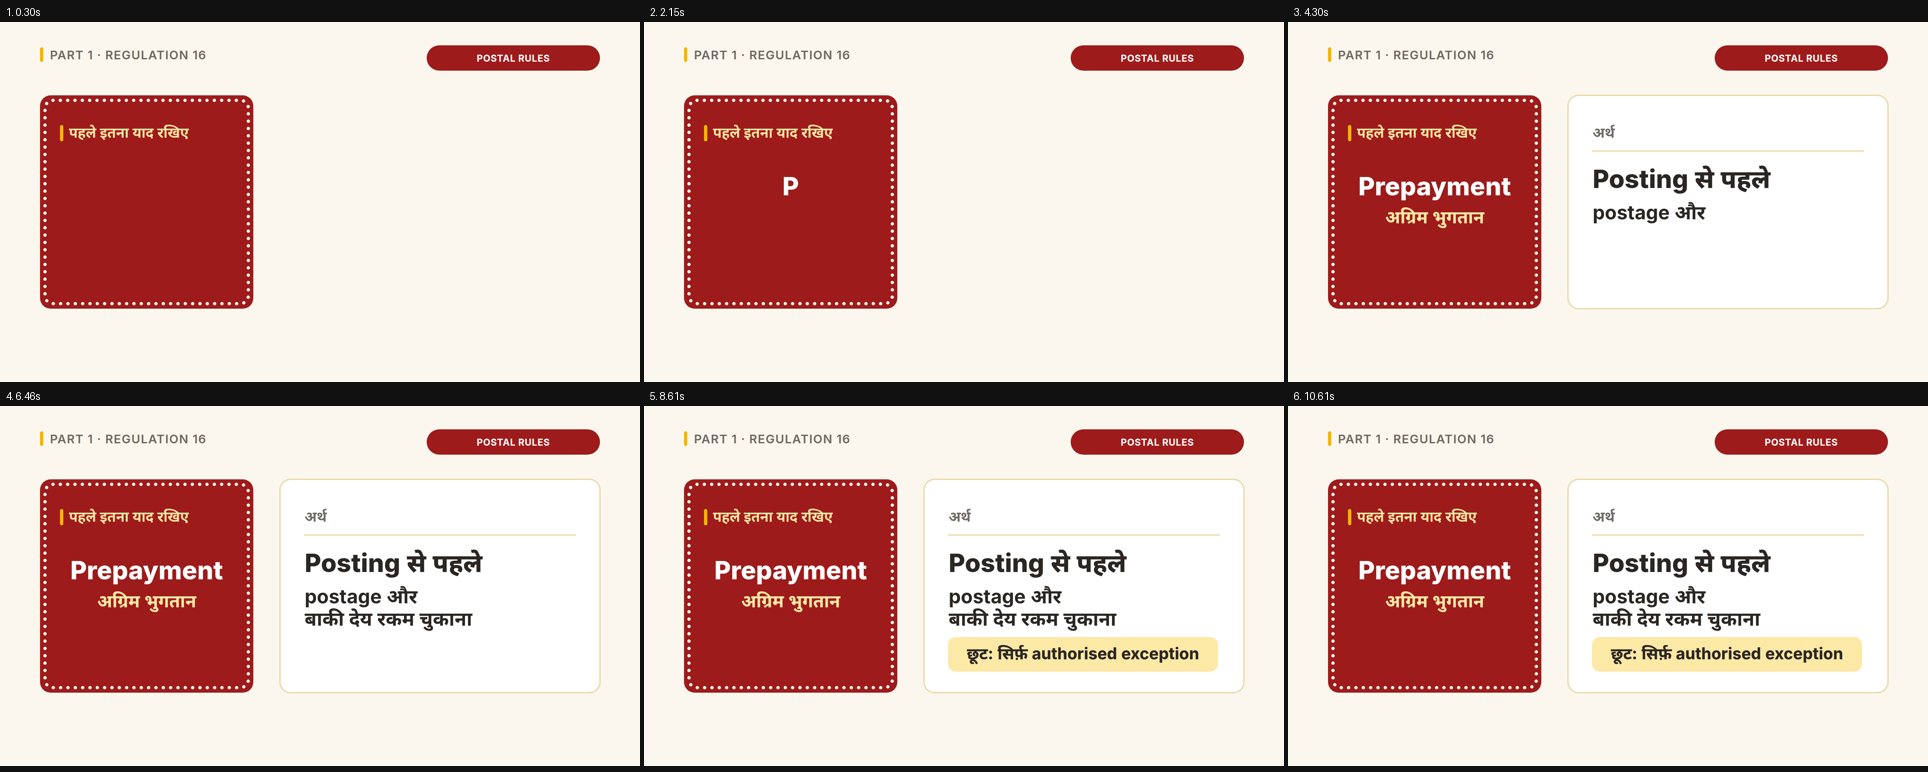 1. 0.30s
PART 1 · REGULATION 16
POSTAL RULES
पहले इतना याद रखिए
2. 2.15s
PART 1 · REGULATION 16
POSTAL RULES
पहले इतना याद रखिए
P
3. 4.30s
PART 1 · REGULATION 16
POSTAL RULES
पहले इतना याद रखिए
Prepayment
अग्रिम भुगतान
अर्थ
Posting से पहले
postage और
4. 6.46s
PART 1 · REGULATION 16
POSTAL RULES
पहले इतना याद रखिए
Prepayment
अग्रिम भुगतान
अर्थ
Posting से पहले
postage और
बाकी देय रकम चुकाना
5. 8.61s
PART 1 · REGULATION 16
POSTAL RULES
पहले इतना याद रखिए
Prepayment
अग्रिम भुगतान
अर्थ
Posting से पहले
postage और
बाकी देय रकम चुकाना
छूट: सिर्फ़ authorised exception
6. 10.61s
PART 1 · REGULATION 16
POSTAL RULES
पहले इतना याद रखिए
Prepayment
अग्रिम भुगतान
अर्थ
Posting से पहले
postage और
बाकी देय रकम चुकाना
छूट: सिर्फ़ authorised exception